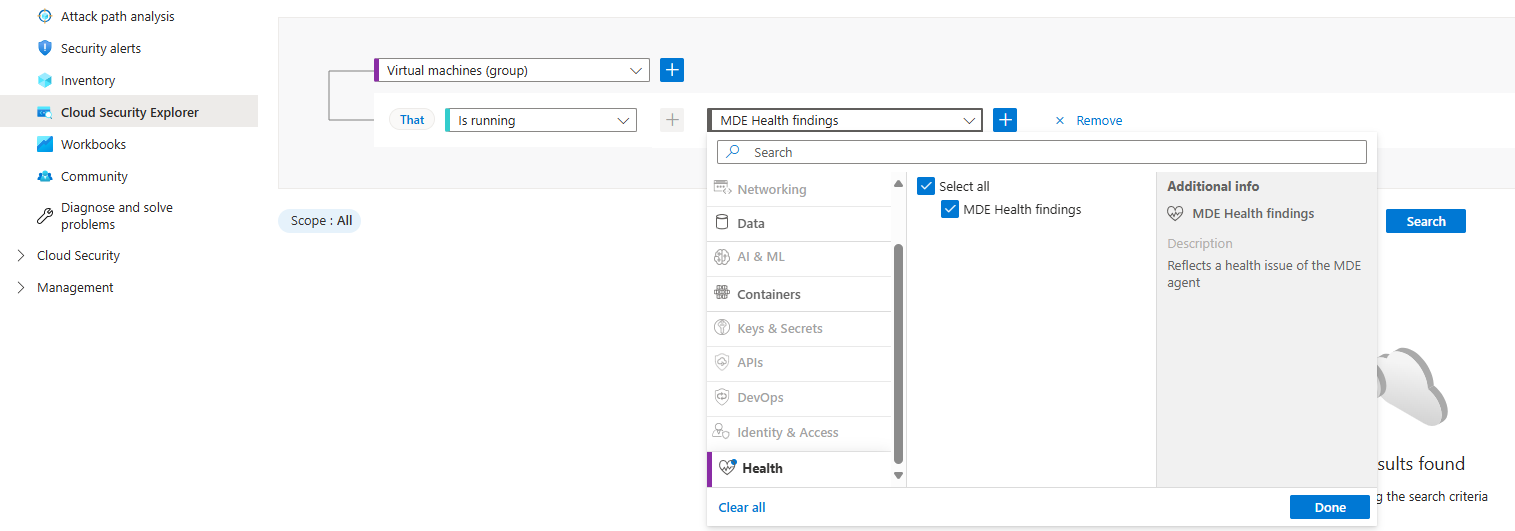 Attack path analysis
Security alerts
Inventory
Cloud Security Explorer
Workbooks
Community
Diagnose and solve
problems
Cloud Security
Management
Virtual machines (group)
That
Is running
MDE Health findings
Remove
Search
Networking
Data
AI & ML
Containers
Keys & Secrets
APIs
DevOps
Identity & Access
Health
Select all
MDE Health findings
Additional info
MDE Health findings
Description
Reflects a health issue of the MDE
agent
Clear all
Done
Scope : All
Search
found
the search criteria